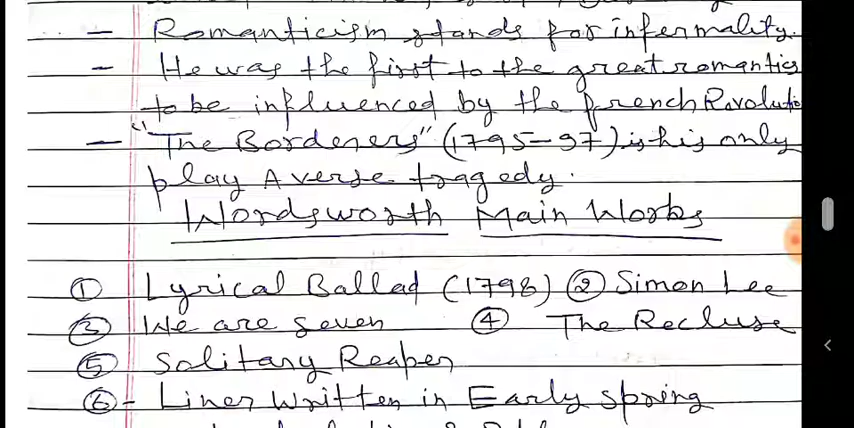 - Romanticism stands for infermality.
- He was the first to the great romantics
to be influenced by the french Ravolutio
- "The Borderers" (1795-97) is his only
play A verse tragedy.
Wordsworth Main Works
① Lyrical Ballad (1798) ② Simon Lee
③ We are seven ④ The Recluse
⑤ Solitary Reaper
⑥ - Lines Written in Early spring